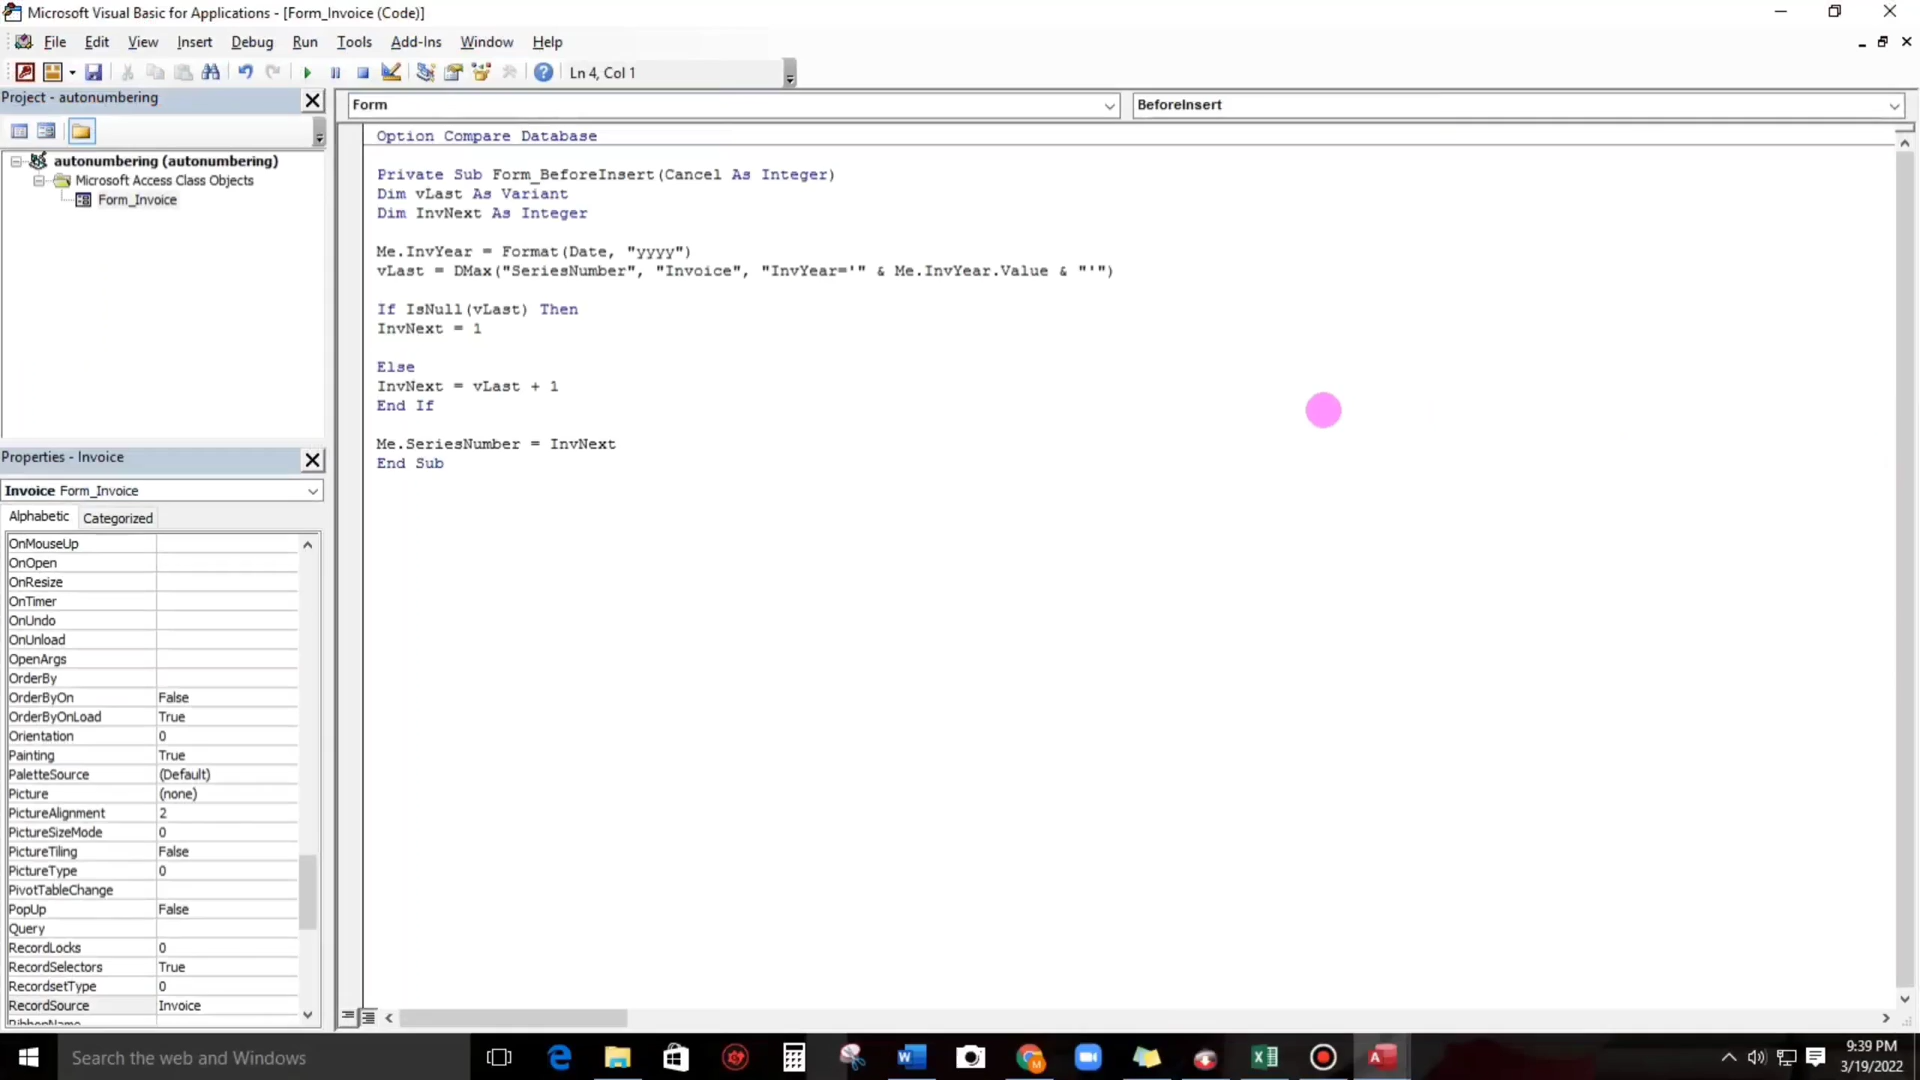 Microsoft Visual Basic for Applications - [Form_Invoice (Code)]
File Edit View Insert Debug Run Tools Add-Ins Window Help
Ln 4, Col 1
Project - autonumbering
autonumbering (autonumbering)
Microsoft Access Class Objects
Form_Invoice
Form
BeforeInsert
Option Compare Database
Private Sub Form_BeforeInsert(Cancel As Integer)
Dim vLast As Variant
Dim InvNext As Integer
Me.InvYear = Format(Date, "yyyy")
vLast = DMax("SeriesNumber", "Invoice", "InvYear='" & Me.InvYear.Value & "'")
If IsNull(vLast) Then
InvNext = 1
Else
InvNext = vLast + 1
End If
Me.SeriesNumber = InvNext
End Sub
Properties - Invoice
Invoice Form_Invoice
Alphabetic Categorized
OnMouseUp
OnOpen
OnResize
OnTimer
OnUndo
OnUnload
OpenArgs
OrderBy
OrderByOn False
OrderByOnLoad True
Orientation 0
Painting True
PaletteSource (Default)
Picture (none)
PictureAlignment 2
PictureSizeMode 0
PictureTiling False
PictureType 0
PivotTableChange
PopUp False
Query
RecordLocks 0
RecordSelectors True
RecordsetType 0
RecordSource Invoice
RibbonName
Search the web and Windows
9:39 PM
3/19/2022